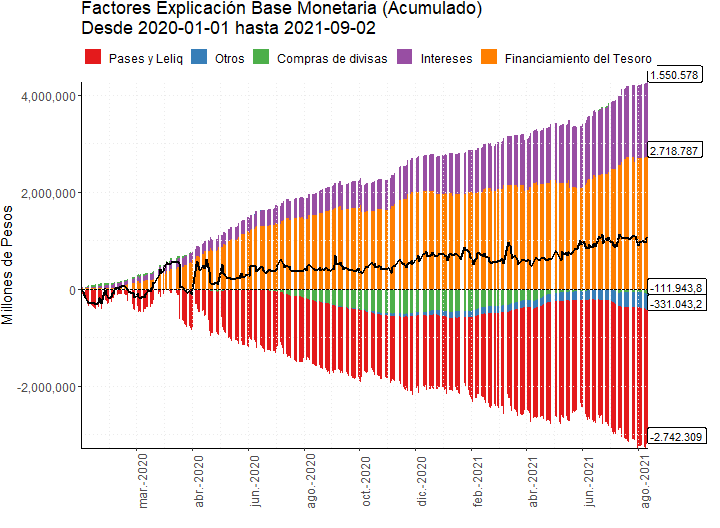 Factores Explicación Base Monetaria (Acumulado)
Desde 2020-01-01 hasta 2021-09-02
Pases y Leliq Otros Compras de divisas Intereses Financiamiento del Tesoro
Millones de Pesos
4,000,000
2,000,000
0
-2,000,000
1.550.578
2.718.787
-111.943,8
-331.043,2
-2.742.309
mar.-2020
abr.-2020
jun.-2020
ago.-2020
oct.-2020
dic.-2020
feb.-2021
abr.-2021
jun.-2021
ago.-2021